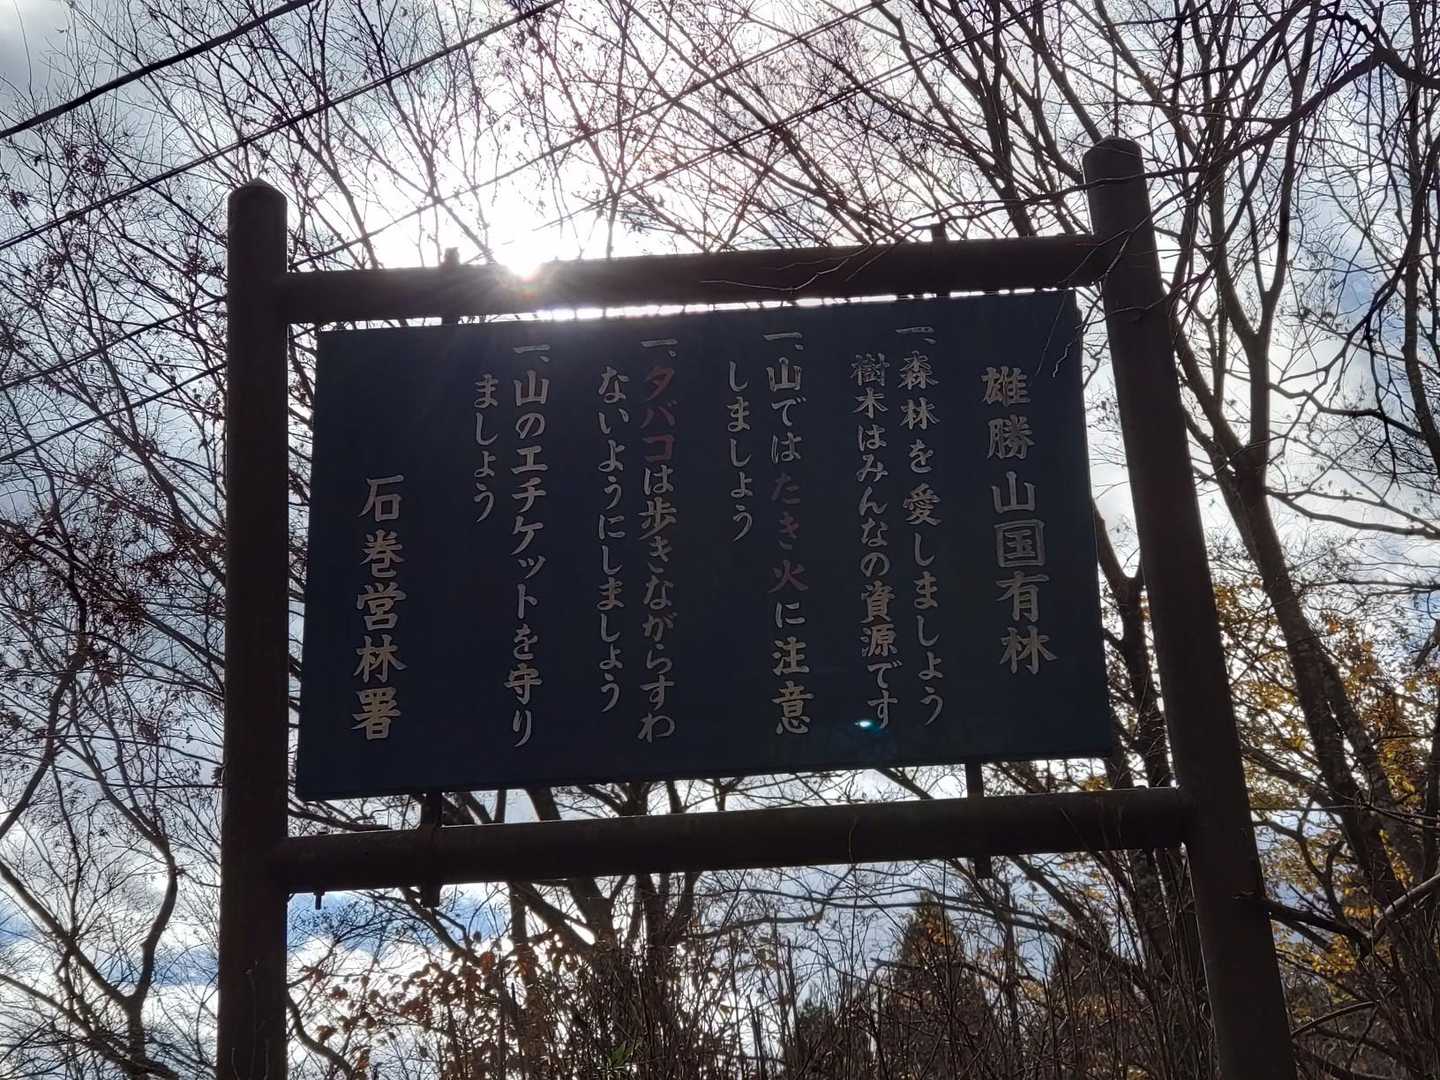 雄勝山国有林
一、森林を愛しましよう
樹木はみんなの資源です
一、山ではたき火に注意
しましょう
一、タバコは歩きながらすわ
ないようにしましょう
一、山のエチケットを守り
ましょう
石巻営林署